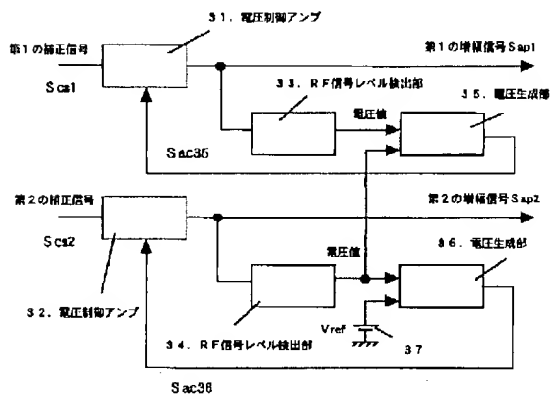 31. 電圧制御アンプ
第1の補正信号
第1の増幅信号Sap1
Scs1
33. RF信号レベル検出部
電圧値
35. 電圧生成部
Sac35
第2の補正信号
第2の増幅信号Sap2
Scs2
電圧値
36. 電圧生成部
32. 電圧制御アンプ
34. RF信号レベル検出部
Vref
37
Sac36